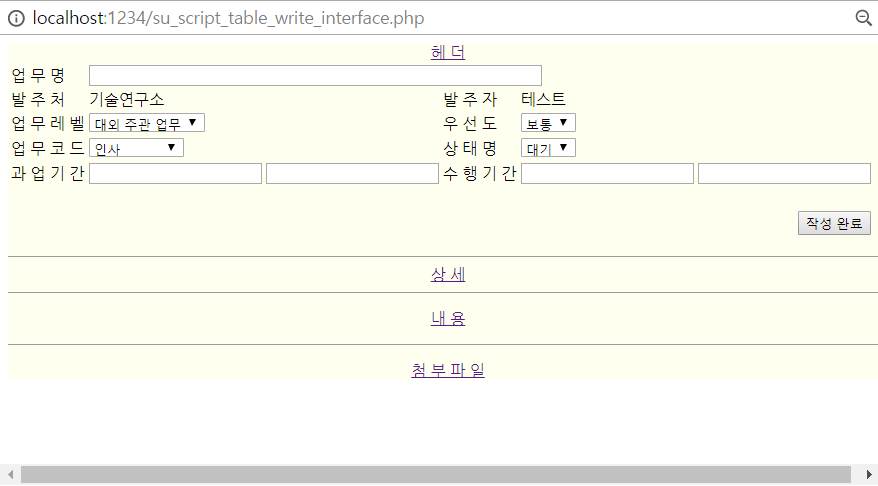 localhost:1234/su_script_table_write_interface.php
헤 더
업 무 명
발 주 처 기술연구소 발 주 자 테스트
업 무 레 벨 대외 주관 업무 우 선 도 보통
업 무 코 드 인사 상 태 명 대기
과 업 기 간 수 행 기 간
작성 완료
상 세
내 용
첨 부 파 일